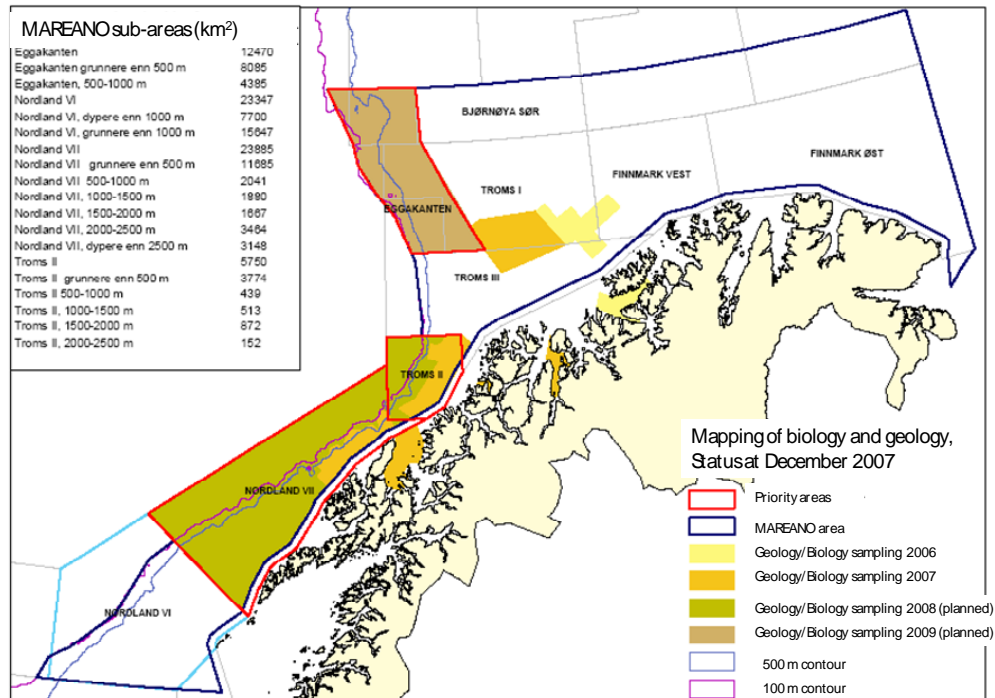 MAREANO sub-areas (km²)
Eggakanten 12470
Eggakanten grunnere enn 500 m 8085
Eggakanten, 500-1000 m 4385
Nordland VI 23347
Nordland VI, dypere enn 1000 m 7700
Nordland VI, grunnere enn 1000 m 15647
Nordland VII 23885
Nordland VII grunnere enn 500 m 11685
Nordland VII 500-1000 m 2041
Nordland VII, 1000-1500 m 1880
Nordland VII, 1500-2000 m 1667
Nordland VII, 2000-2500 m 3464
Nordland VII, dypere enn 2500 m 3148
Troms II 5750
Troms II grunnere enn 500 m 3774
Troms II 500-1000 m 439
Troms II, 1000-1500 m 513
Troms II, 1500-2000 m 872
Troms II, 2000-2500 m 152
BJØRNØYA SØR
FINNMARK ØST
FINNMARK VEST
TROMS I
EGGAKANTEN
TROMS III
TROMS II
NORDLAND VII
NORDLAND VI
Mapping of biology and geology,
Status at December 2007
Priority areas
MAREANO area
Geology/Biology sampling 2006
Geology/Biology sampling 2007
Geology/Biology sampling 2008 (planned)
Geology/Biology sampling 2009 (planned)
500 m contour
100 m contour